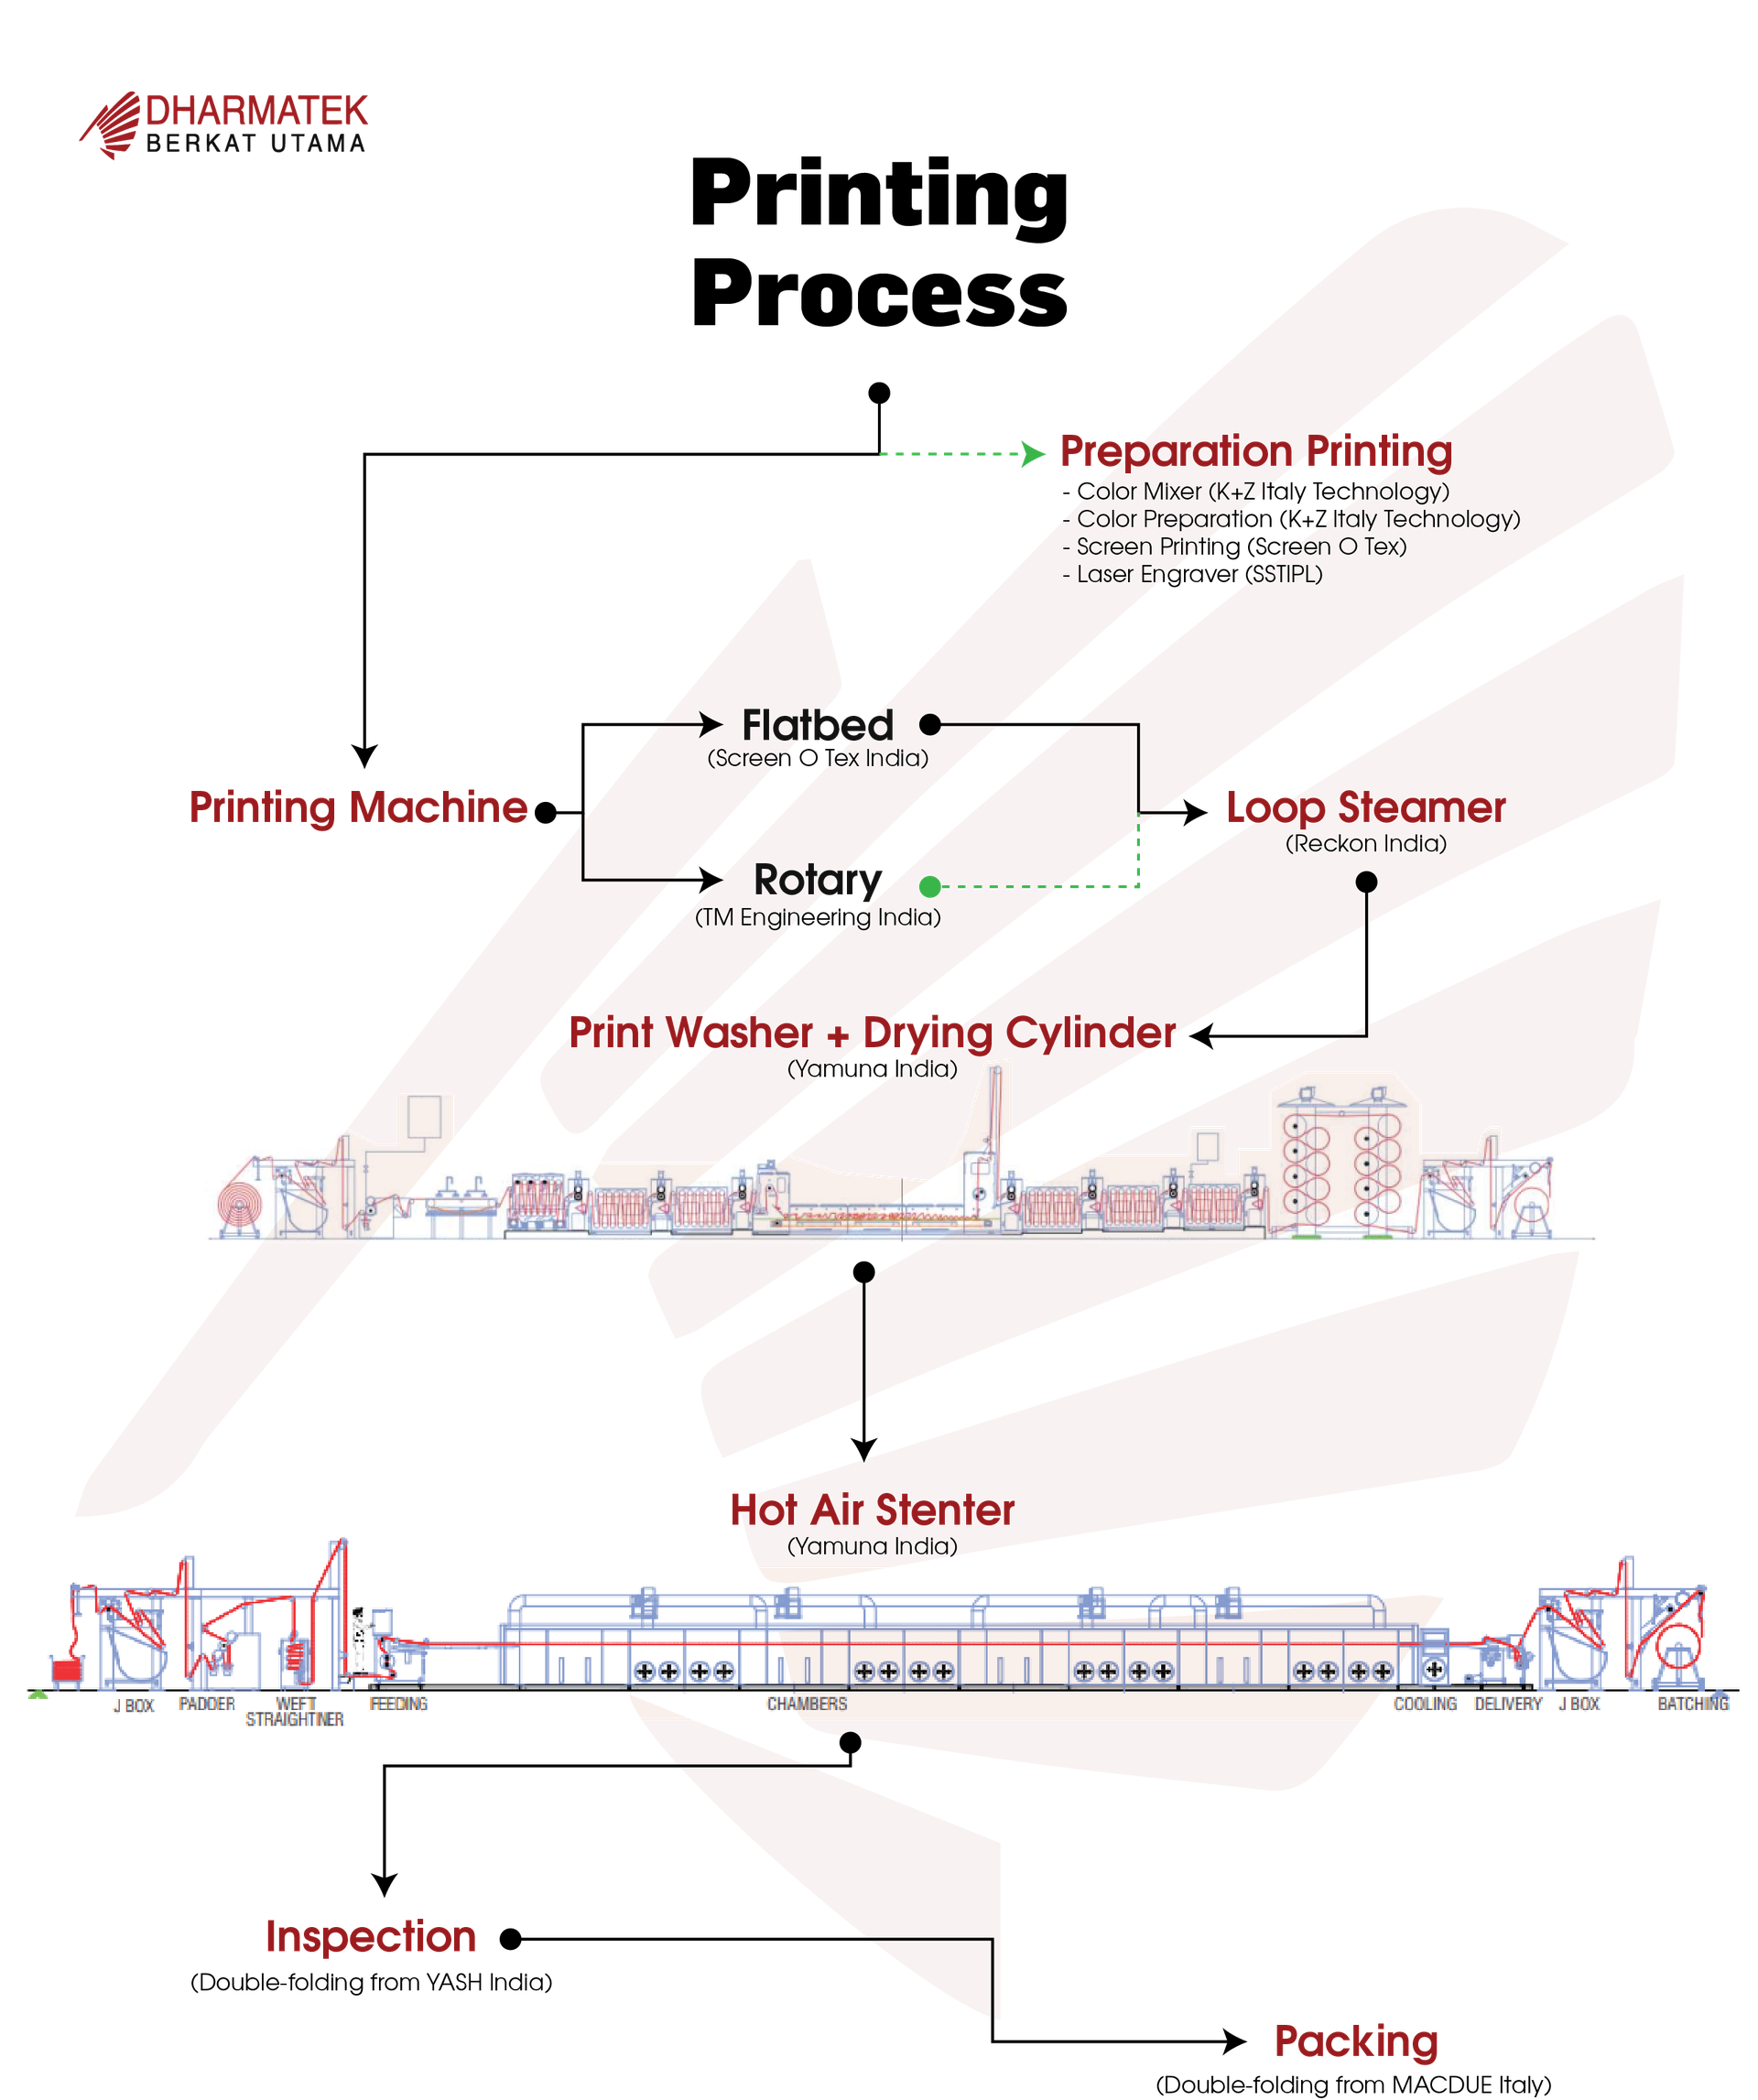 DHARMATEK
BERKAT UTAMA
Printing
Process
Preparation Printing
- Color Mixer (K+Z Italy Technology)
- Color Preparation (K+Z Italy Technology)
- Screen Printing (Screen O Tex)
- Laser Engraver (SSTIPL)
Flatbed
(Screen O Tex India)
Printing Machine
Loop Steamer
(Reckon India)
Rotary
(TM Engineering India)
Print Washer + Drying Cylinder
(Yamuna India)
Hot Air Stenter
(Yamuna India)
J BOX
PADDER
WEFT
STRAIGHTINER
FEEDING
CHAMBERS
COOLING
DELIVERY
J BOX
BATCHING
Inspection
(Double-folding from YASH India)
Packing
(Double-folding from MACDUE Italy)